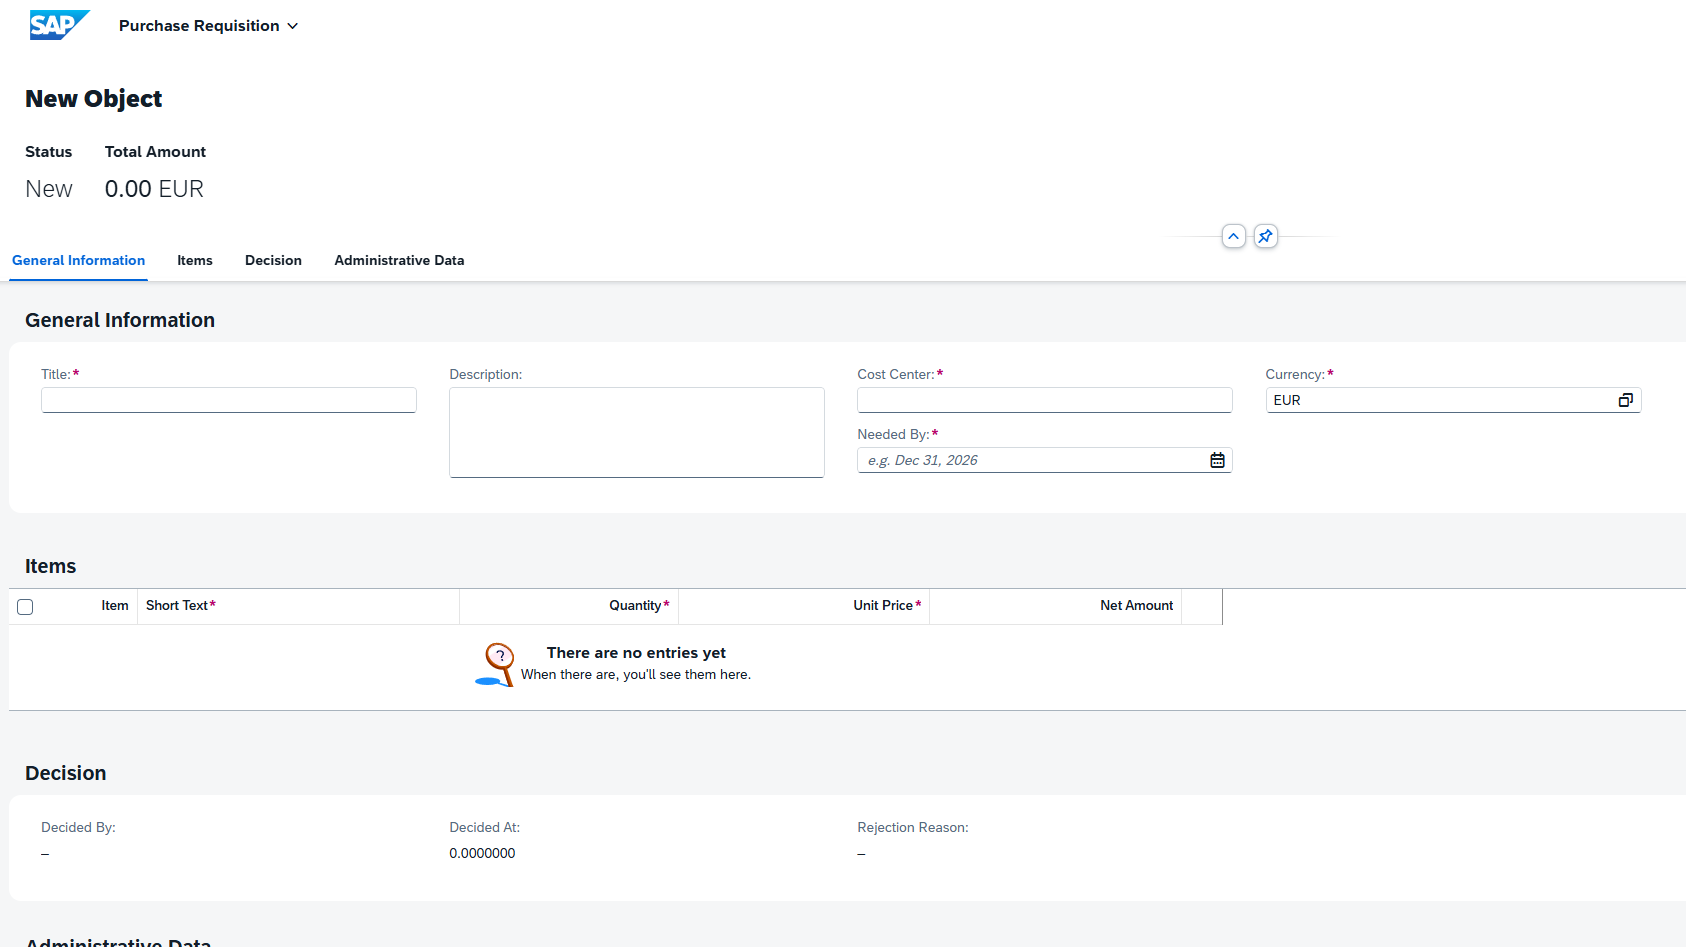 SAP Purchase Requisition
New Object
Status Total Amount
New 0.00 EUR
General Information Items Decision Administrative Data
General Information
Title:* Description: Cost Center:* Currency:*
EUR
Needed By:*
e.g. Dec 31, 2026
Items
Item Short Text* Quantity* Unit Price* Net Amount
?
There are no entries yet
When there are, you'll see them here.
Decision
Decided By: Decided At: Rejection Reason:
– 0.0000000 –
Administrative Data